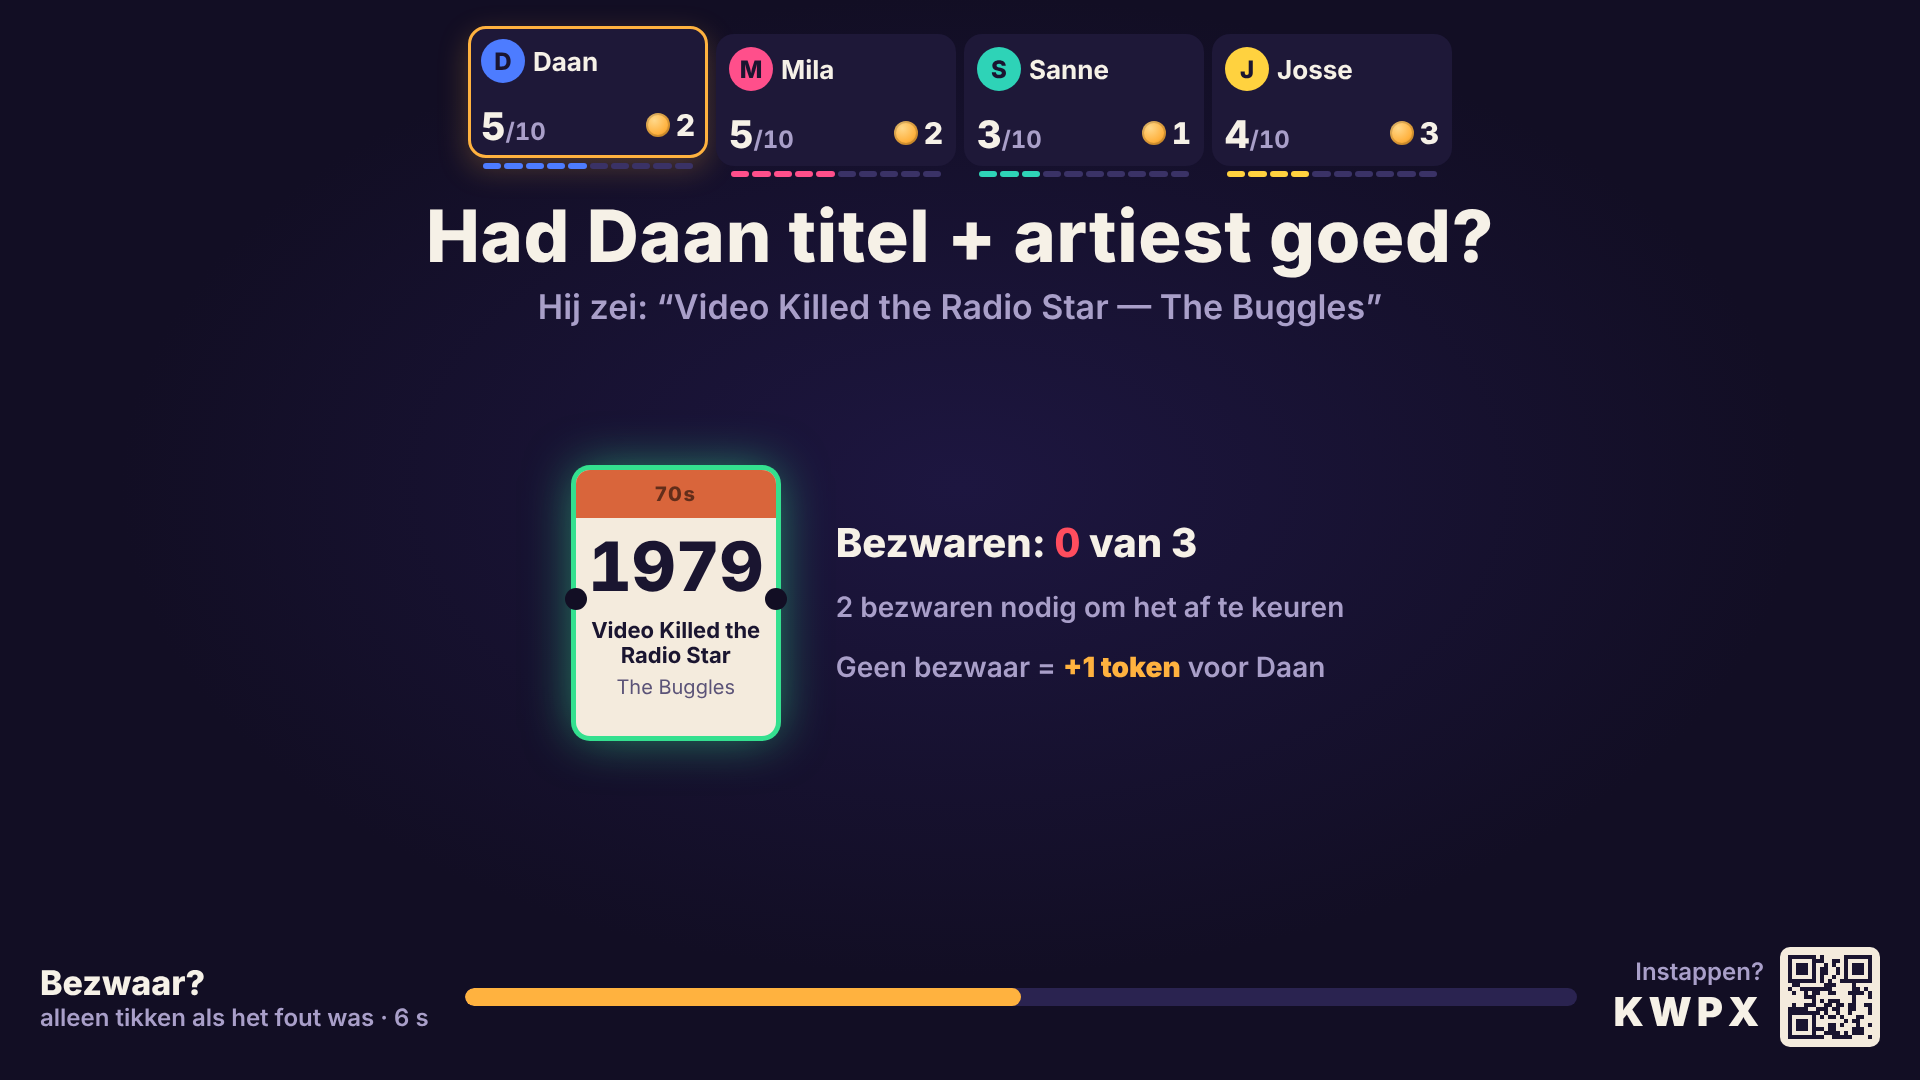 D Daan
5/10 2
M Mila
5/10 2
S Sanne
3/10 1
J Josse
4/10 3
Had Daan titel + artiest goed?
Hij zei: “Video Killed the Radio Star — The Buggles”
70s
1979
Video Killed the
Radio Star
The Buggles
Bezwaren: 0 van 3
2 bezwaren nodig om het af te keuren
Geen bezwaar = +1 token voor Daan
Bezwaar?
alleen tikken als het fout was · 6 s
Instappen?
KWPX